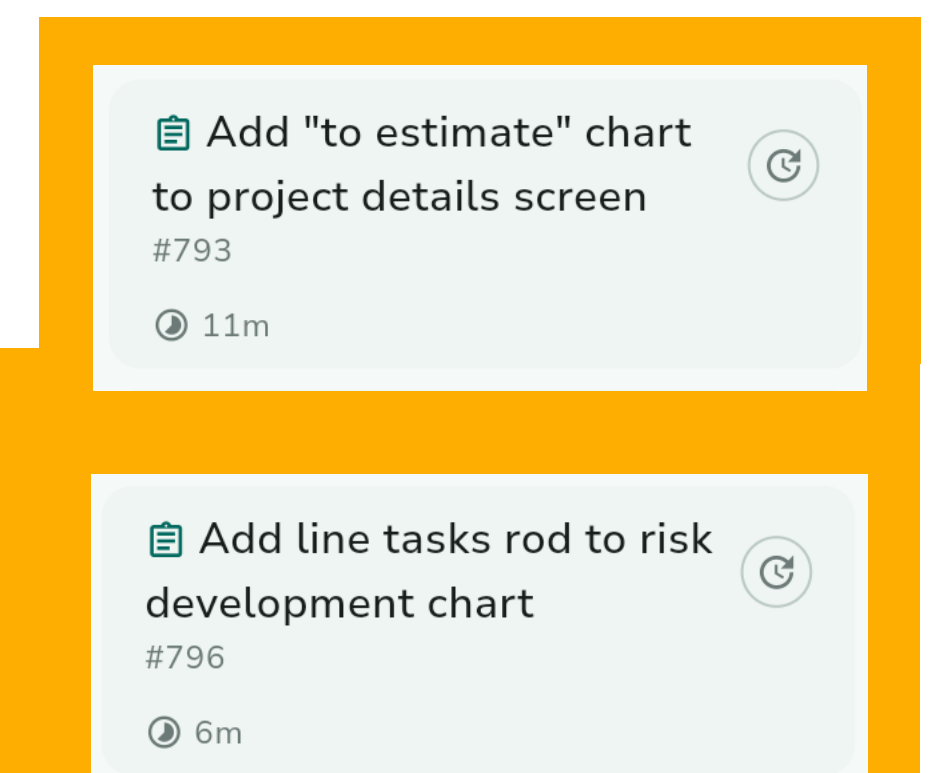 Add "to estimate" chart
to project details screen
#793
11m
Add line tasks rod to risk
development chart
#796
6m